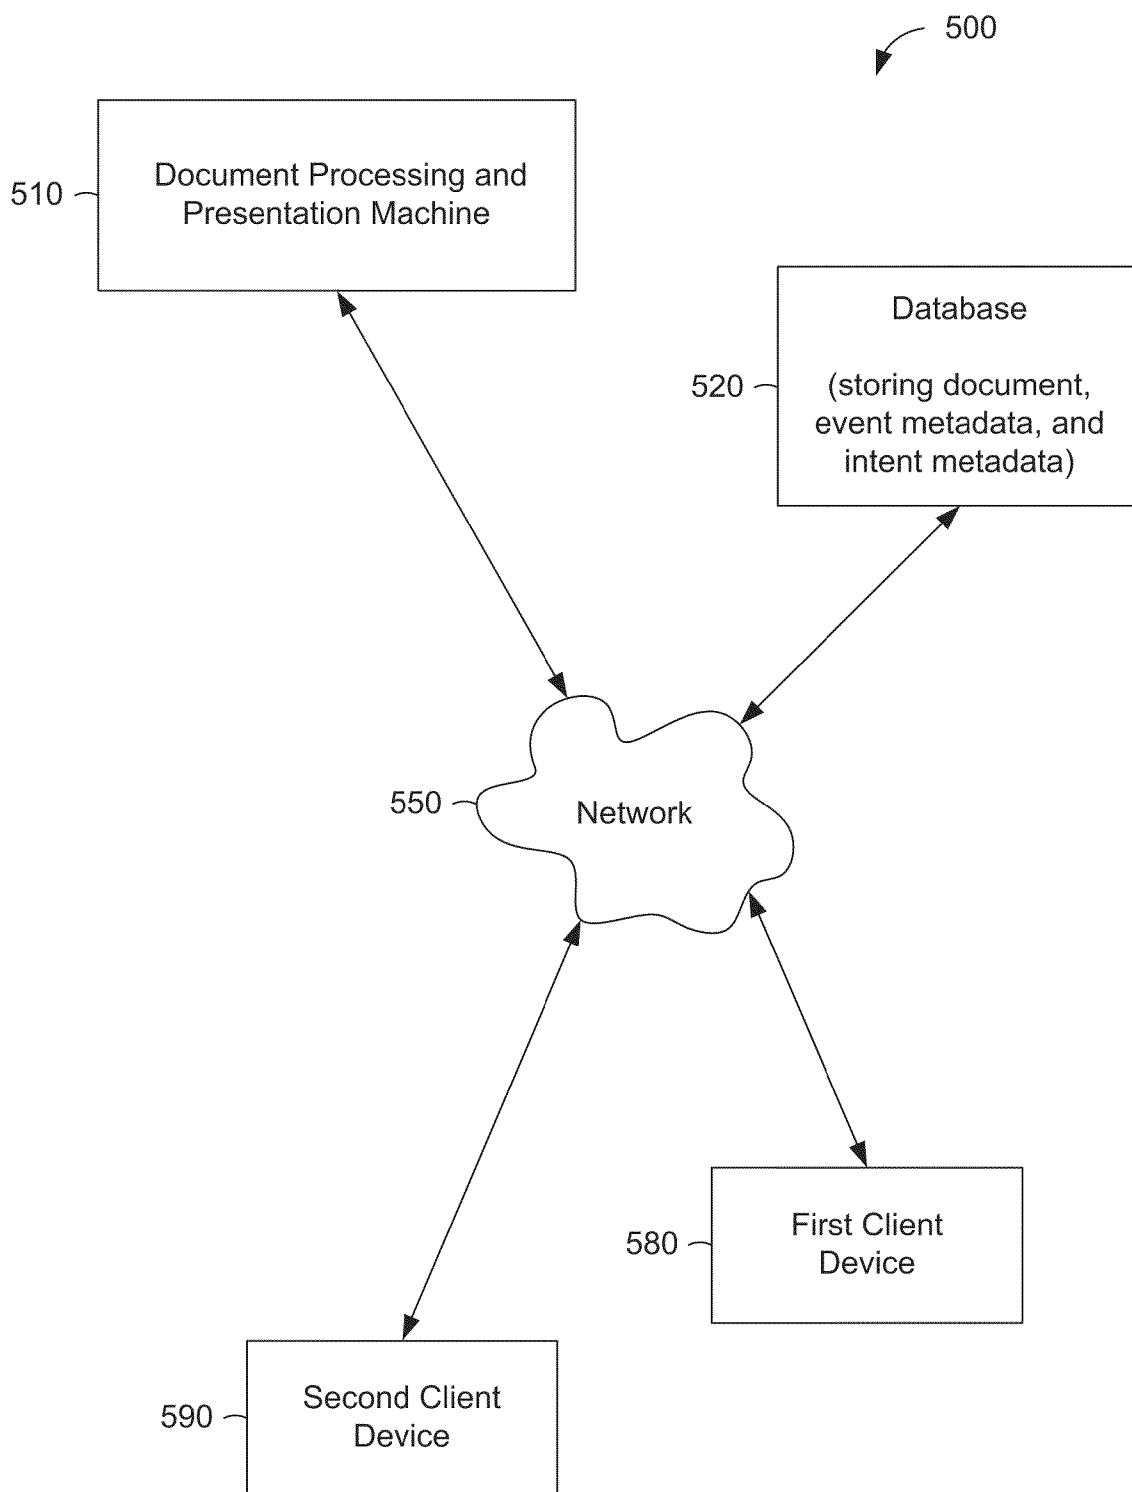 500
510
Document Processing and
Presentation Machine
Database
520
(storing document,
event metadata, and
intent metadata)
550
Network
580
First Client
Device
590
Second Client
Device